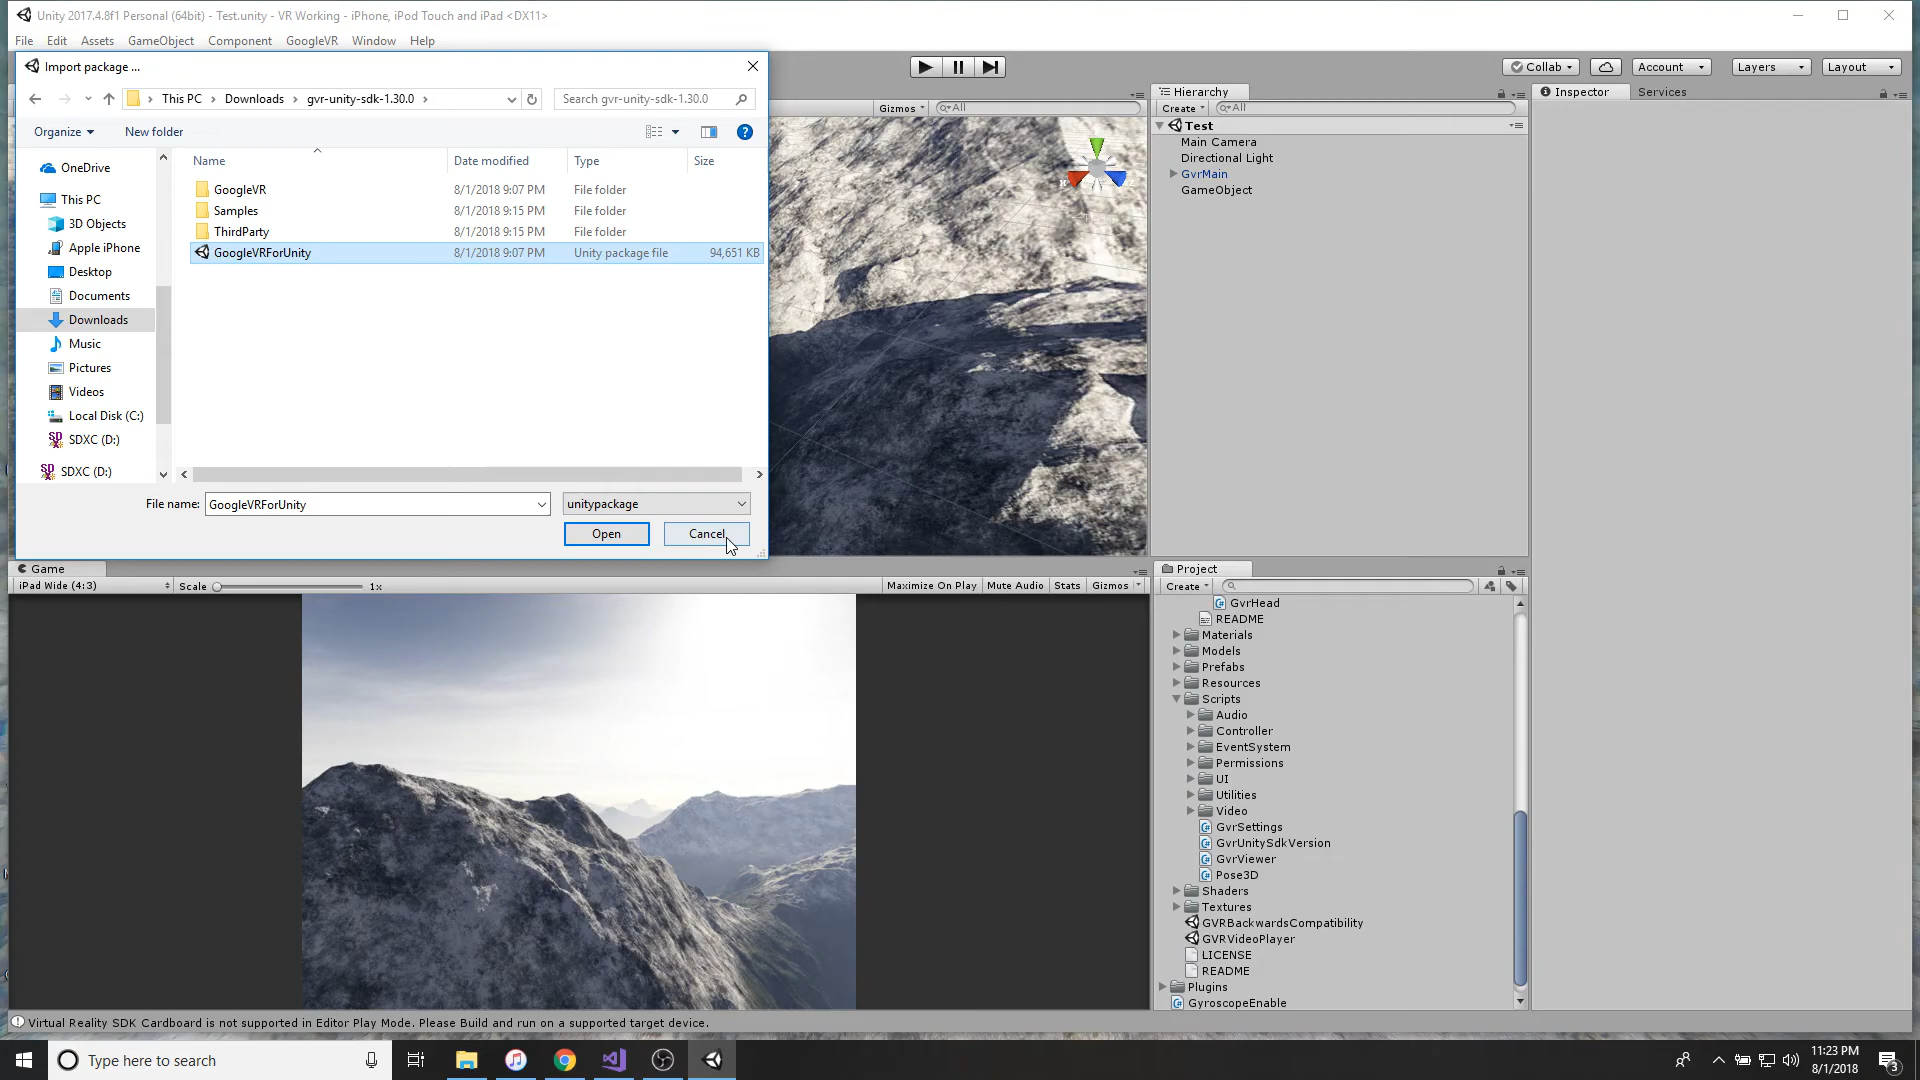 Unity 2017.4.8f1 Personal (64bit) - Test.unity - VR Working - iPhone, iPod Touch and iPad <DX11>
File Edit Assets GameObject Component GoogleVR Window Help
Import package ...
Collab Account Layers Layout
This PC Downloads gvr-unity-sdk-1.30.0 Search gvr-unity-sdk-1.30.0
Organize New folder
Name Date modified Type Size
OneDrive
This PC
3D Objects
Apple iPhone
Desktop
Documents
Downloads
Music
Pictures
Videos
Local Disk (C:)
SDXC (D:)
SDXC (D:)
GoogleVR 8/1/2018 9:07 PM File folder
Samples 8/1/2018 9:15 PM File folder
ThirdParty 8/1/2018 9:15 PM File folder
GoogleVRForUnity 8/1/2018 9:07 PM Unity package file 94,651 KB
File name: GoogleVRForUnity unitypackage
Open Cancel
Gizmos All
Hierarchy
Create All
Test
Main Camera
Directional Light
GvrMain
GameObject
Inspector Services
Game
iPad Wide (4:3) Scale 1x Maximize On Play Mute Audio Stats Gizmos
Project
Create
GvrHead
README
Materials
Models
Prefabs
Resources
Scripts
Audio
Controller
EventSystem
Permissions
UI
Utilities
Video
GvrSettings
GvrUnitySdkVersion
GvrViewer
Pose3D
Shaders
Textures
GVRBackwardsCompatibility
GVRVideoPlayer
LICENSE
README
Plugins
GyroscopeEnable
Virtual Reality SDK Cardboard is not supported in Editor Play Mode. Please Build and run on a supported target device.
Type here to search
11:23 PM
8/1/2018
3